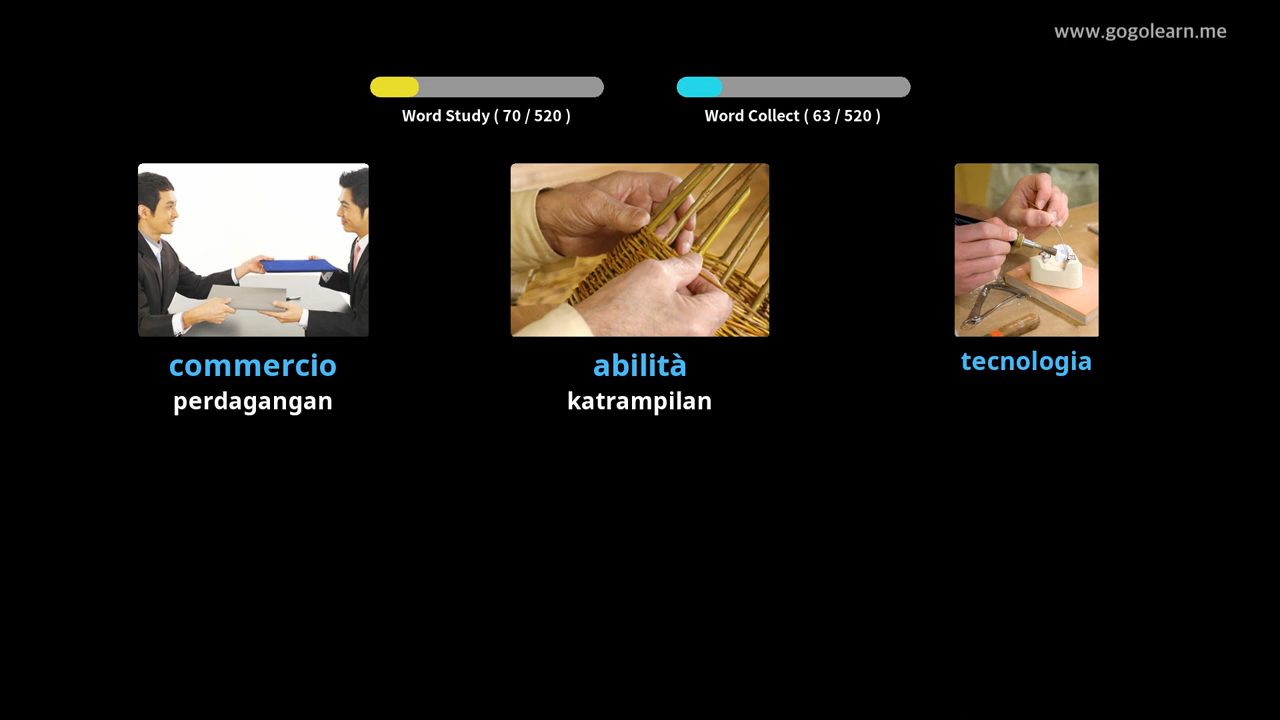 www.gogolearn.me
Word Study ( 70 / 520 )
Word Collect ( 63 / 520 )
commercio
perdagangan
abilità
katrampilan
tecnologia